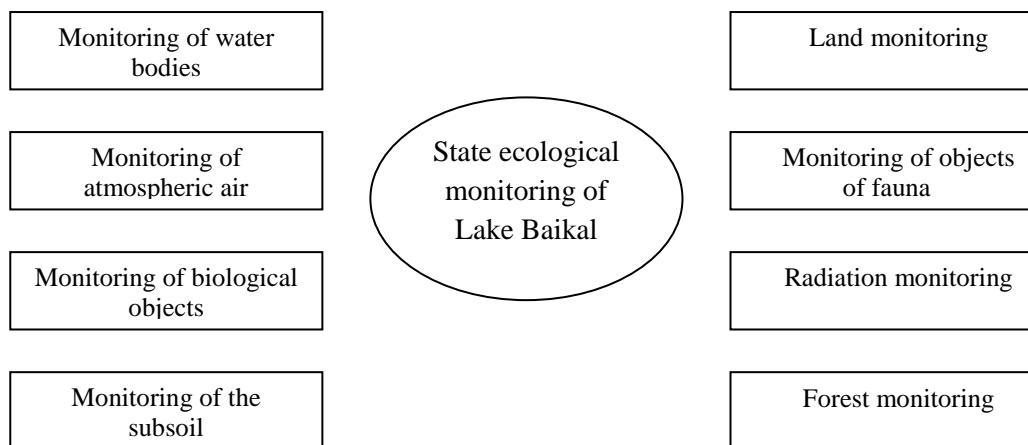 Monitoring of water
bodies
Monitoring of
atmospheric air
Monitoring of biological
objects
Monitoring of the
subsoil
State ecological
monitoring of
Lake Baikal
Land monitoring
Monitoring of objects
of fauna
Radiation monitoring
Forest monitoring